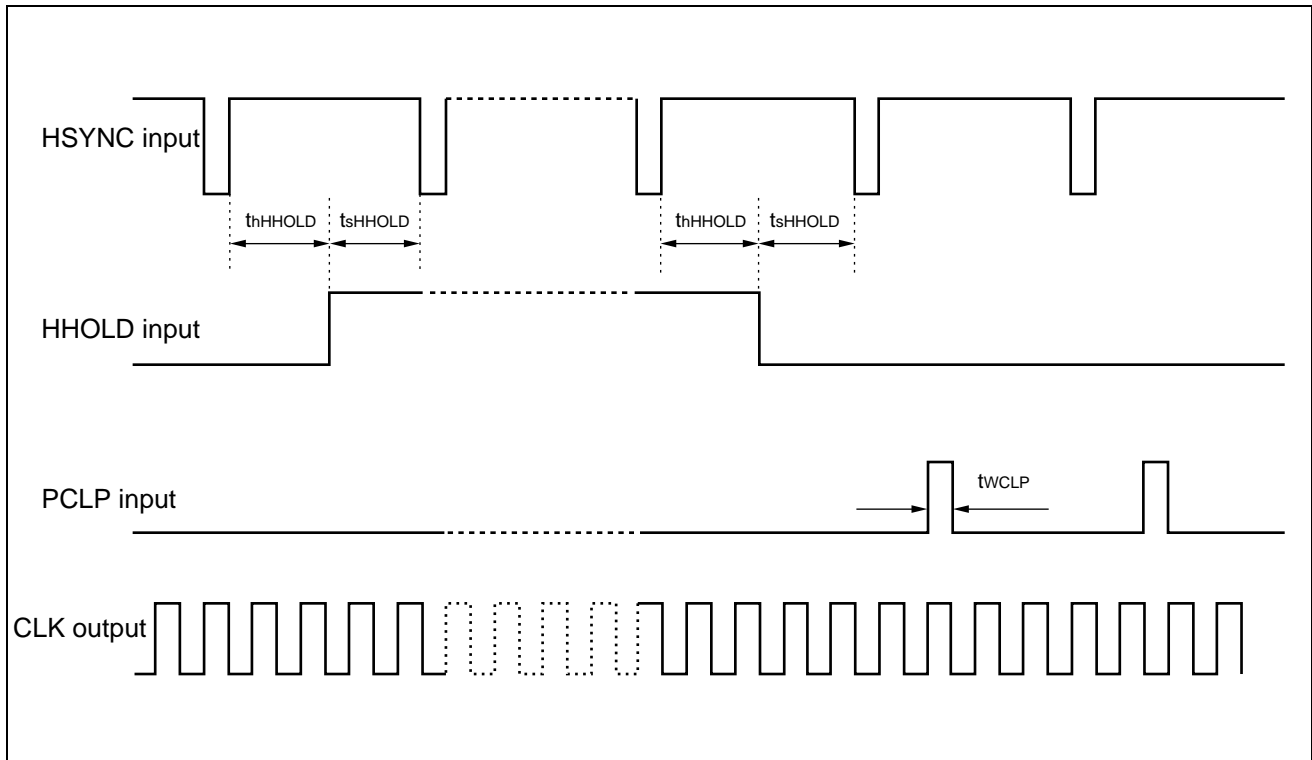 HSYNC input
thHHOLD tsHHOLD thHHOLD tsHHOLD
HHOLD input
PCLP input
tWCLP
CLK output